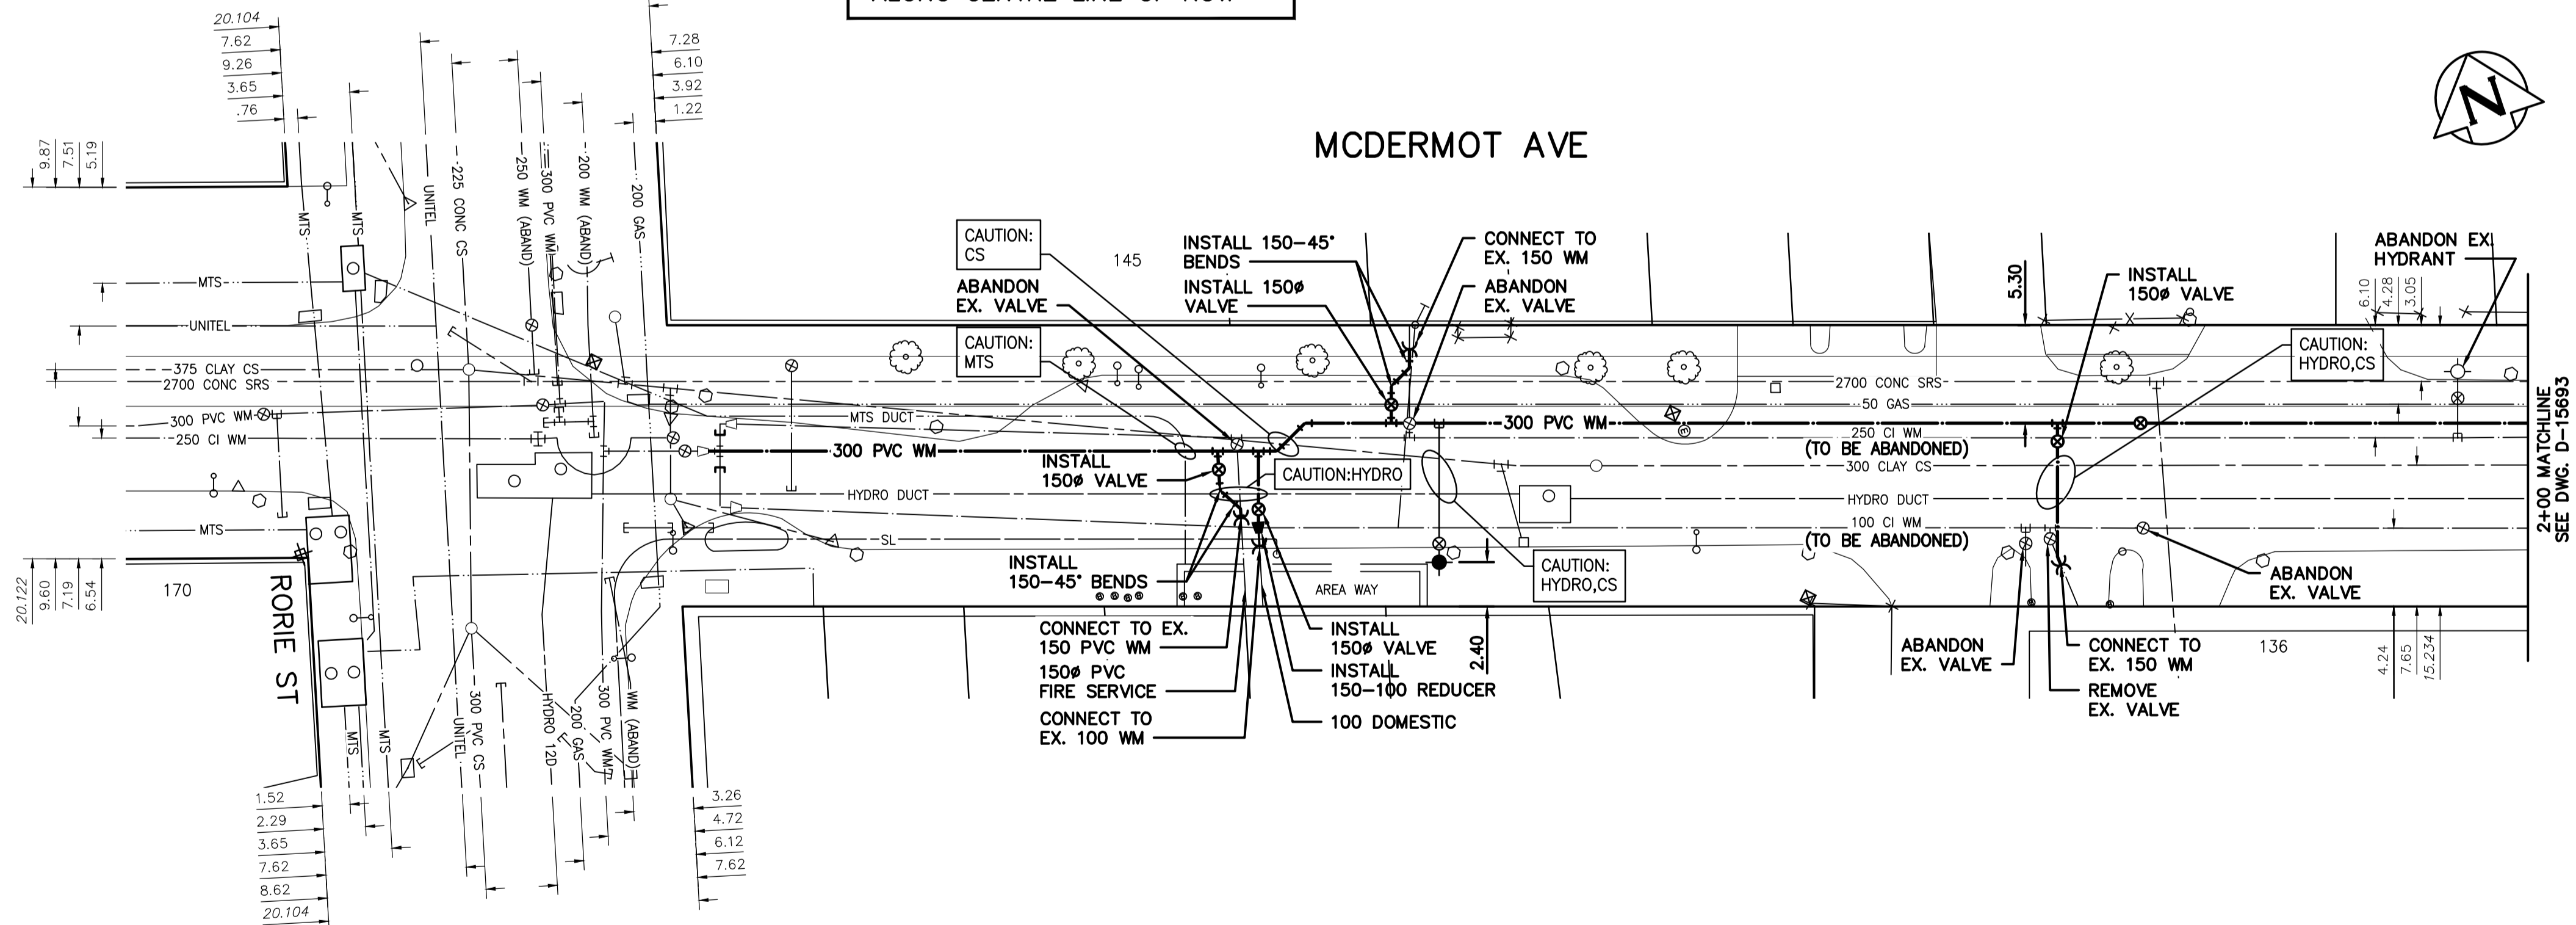 20.104
7.62
9.26
3.65
.76
7.28
6.10
3.92
1.22
9.87
7.51
5.19
MCDERMOT AVE
N
MTS
MTS
UNITEL
225 CONC CS
250 WM (ABAND)
300 PVC WM
200 WM (ABAND)
200 GAS
MTS
UNITEL
375 CLAY CS
2700 CONC SRS
300 PVC WM
250 CI WM
MTS
CAUTION:
CS
ABANDON
EX. VALVE
CAUTION:
MTS
145
INSTALL 150-45°
BENDS
INSTALL 150ø
VALVE
CONNECT TO
EX. 150 WM
ABANDON
EX. VALVE
5.30
INSTALL
150ø VALVE
6.10
4.28
3.05
ABANDON EX.
HYDRANT
CAUTION:
HYDRO,CS
MTS DUCT
300 PVC WM
INSTALL
150ø VALVE
CAUTION:HYDRO
HYDRO DUCT
SL
2700 CONC SRS
50 GAS
300 PVC WM
250 CI WM
(TO BE ABANDONED)
300 CLAY CS
HYDRO DUCT
100 CI WM
(TO BE ABANDONED)
2+00 MATCHLINE
SEE DWG. D-15693
INSTALL
150-45° BENDS
AREA WAY
CAUTION:
HYDRO,CS
ABANDON
EX. VALVE
20.122
9.60
7.19
6.54
170
RORIE ST
CONNECT TO EX.
150 PVC WM
150ø PVC
FIRE SERVICE
CONNECT TO
EX. 100 WM
INSTALL
150ø VALVE
INSTALL
150-100 REDUCER
100 DOMESTIC
2.40
ABANDON
EX. VALVE
CONNECT TO
EX. 150 WM
REMOVE
EX. VALVE
136
4.24
7.65
15.234
MTS
MTS
UNITEL
300 PVC CS
HYDRO 12D
200 GAS
300 PVC WM
WM (ABAND)
1.52
2.29
3.65
7.62
8.62
20.104
3.26
4.72
6.12
7.62